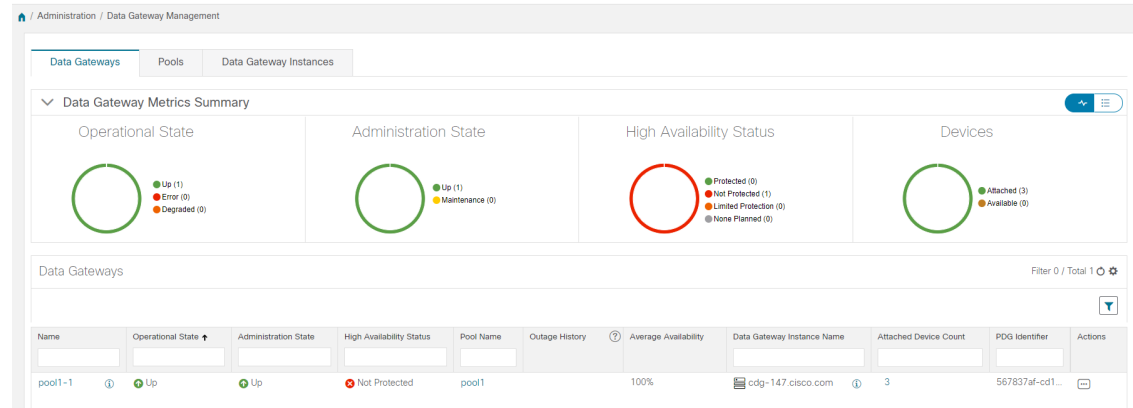 / Administration / Data Gateway Management
Data Gateways Pools Data Gateway Instances
Data Gateway Metrics Summary
Operational State
Up (1)
Error (0)
Degraded (0)
Administration State
Up (1)
Maintenance (0)
High Availability Status
Protected (0)
Not Protected (1)
Limited Protection (0)
None Planned (0)
Devices
Attached (3)
Available (0)
Data Gateways Filter 0 / Total 1
Name Operational State Administration State High Availability Status Pool Name Outage History ? Average Availability Data Gateway Instance Name Attached Device Count PDG Identifier Actions
pool1-1 Up Up Not Protected pool1 100% cdg-147.cisco.com 3 567837af-cd1...